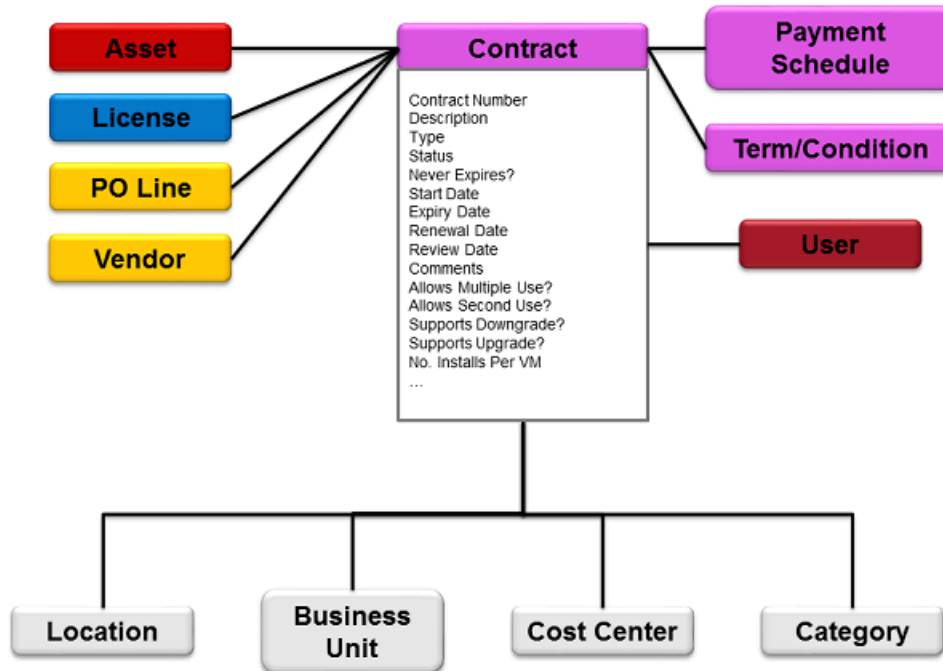 Asset
Contract
Payment
Schedule
License
Term/Condition
PO Line
User
Vendor
Contract Number
Description
Type
Status
Never Expires?
Start Date
Expiry Date
Renewal Date
Review Date
Comments
Allows Multiple Use?
Allows Second Use?
Supports Downgrade?
Supports Upgrade?
No. Installs Per VM
...
Location
Business
Unit
Cost Center
Category